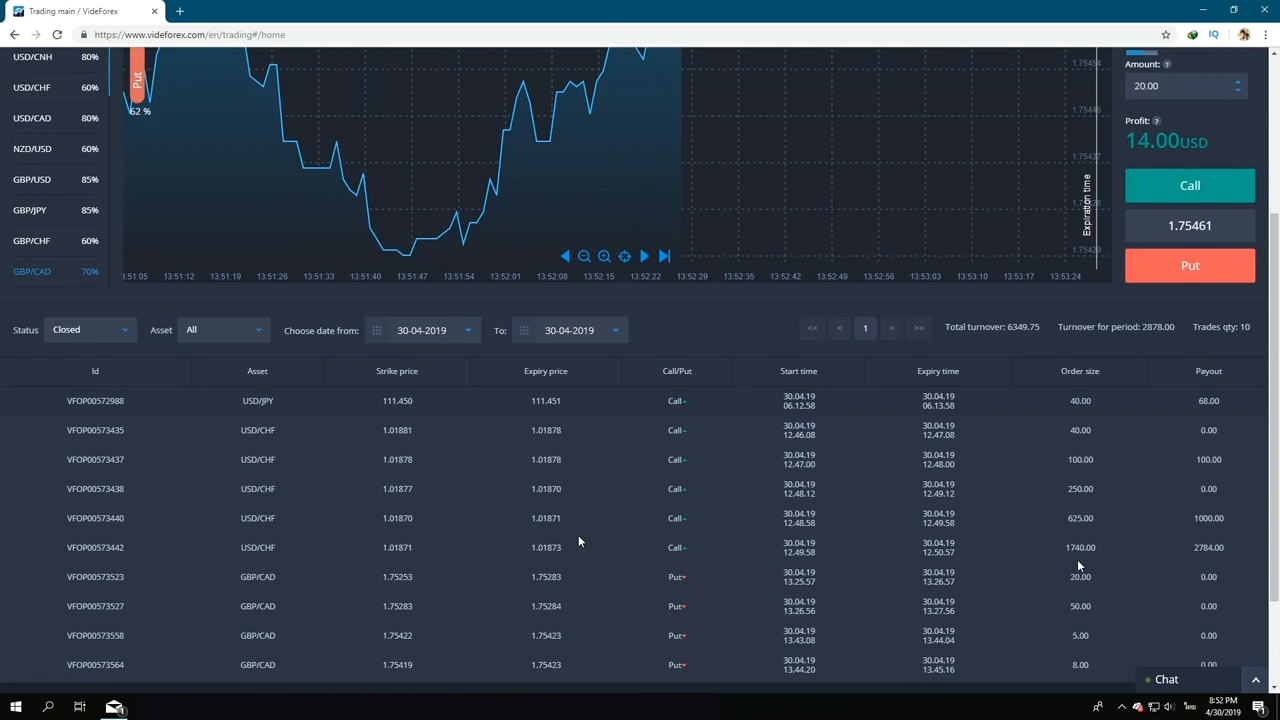 Trading main / VideForex
https://www.videforex.com/en/trading#/home
USD/CNH 80%
USD/CHF 60%
USD/CAD 80%
NZD/USD 60%
GBP/USD 85%
GBP/JPY 85%
GBP/CHF 60%
GBP/CAD 70%
Put
62 %
1.75454
1.75446
1.75437
1.75428
1.75420
Expiration time
51:05 13:51:12 13:51:19 13:51:26 13:51:33 13:51:40 13:51:47 13:51:54 13:52:01 13:52:08 13:52:15 13:52:22 13:52:29 13:52:35 13:52:42 13:52:49 13:52:56 13:53:03 13:53:10 13:53:17 13:53:24
Amount: ?
20.00
Profit: ?
14.00USD
Call
1.75461
Put
Status Closed Asset All Choose date from: 30-04-2019 To: 30-04-2019 << < 1 > >> Total turnover: 6349.75 Turnover for period: 2878.00 Trades qty: 10
Id Asset Strike price Expiry price Call/Put Start time Expiry time Order size Payout
VFOP00572988 USD/JPY 111.450 111.451 Call 30.04.19 06.12.58 30.04.19 06.13.58 40.00 68.00
VFOP00573435 USD/CHF 1.01881 1.01878 Call 30.04.19 12.46.08 30.04.19 12.47.08 40.00 0.00
VFOP00573437 USD/CHF 1.01878 1.01878 Call 30.04.19 12.47.00 30.04.19 12.48.00 100.00 100.00
VFOP00573438 USD/CHF 1.01877 1.01870 Call 30.04.19 12.48.12 30.04.19 12.49.12 250.00 0.00
VFOP00573440 USD/CHF 1.01870 1.01871 Call 30.04.19 12.48.58 30.04.19 12.49.58 625.00 1000.00
VFOP00573442 USD/CHF 1.01871 1.01873 Call 30.04.19 12.49.58 30.04.19 12.50.57 1740.00 2784.00
VFOP00573523 GBP/CAD 1.75253 1.75283 Put 30.04.19 13.25.57 30.04.19 13.26.57 20.00 0.00
VFOP00573527 GBP/CAD 1.75283 1.75284 Put 30.04.19 13.26.56 30.04.19 13.27.56 50.00 0.00
VFOP00573558 GBP/CAD 1.75422 1.75423 Put 30.04.19 13.43.08 30.04.19 13.44.04 5.00 0.00
VFOP00573564 GBP/CAD 1.75419 1.75423 Put 30.04.19 13.44.20 30.04.19 13.45.16 8.00 0.00
Chat
ไทย
8:52 PM
4/30/2019